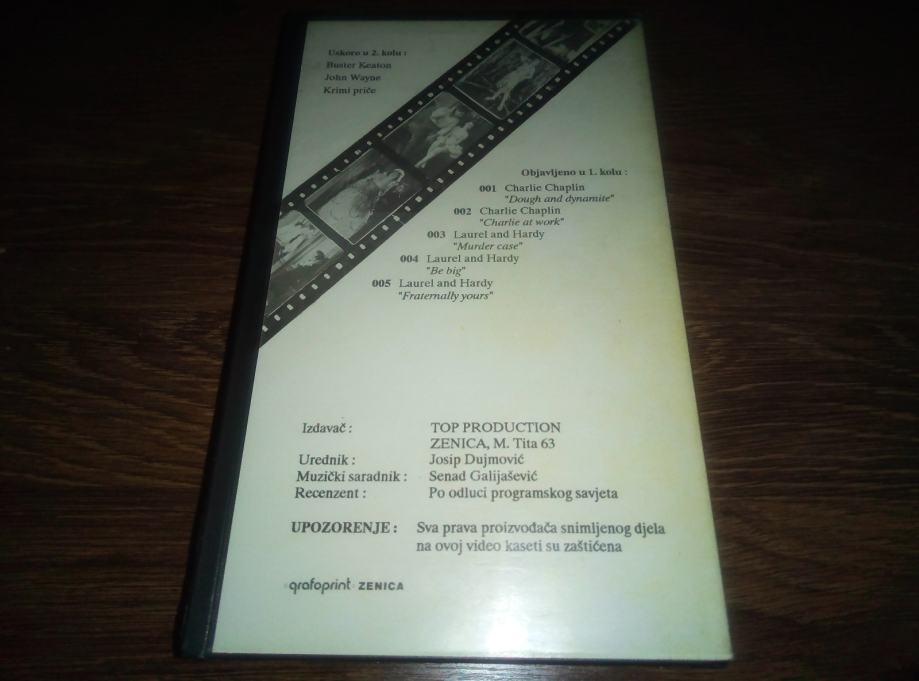 Uskoro u 2. kolu :
Buster Keaton
John Wayne
Krimi priče
Objavljeno u 1. kolu :
001 Charlie Chaplin
"Dough and dynamite"
002 Charlie Chaplin
"Charlie at work"
003 Laurel and Hardy
"Murder case"
004 Laurel and Hardy
"Be big"
005 Laurel and Hardy
"Fraternally yours"
Izdavač : TOP PRODUCTION
ZENICA, M. Tita 63
Urednik : Josip Dujmović
Muzički saradnik : Senad Galijašević
Recenzent : Po odluci programskog savjeta
UPOZORENJE : Sva prava proizvođača snimljenog djela
na ovoj video kaseti su zaštićena
grafoprint ZENICA